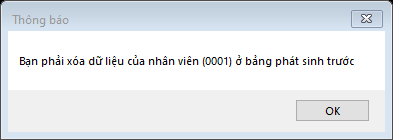 Thông báo
Bạn phải xóa dữ liệu của nhân viên (0001) ở bảng phát sinh trước
OK